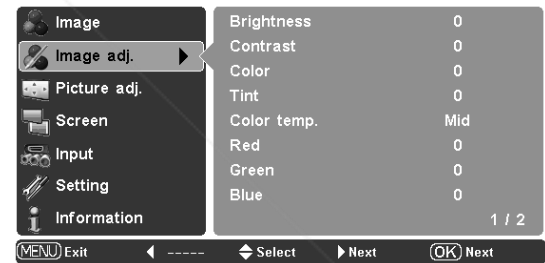 Image
Image adj.
Picture adj.
Screen
Input
Setting
Information
Brightness 0
Contrast 0
Color 0
Tint 0
Color temp. Mid
Red 0
Green 0
Blue 0
1 / 2
MENU Exit ----- Select Next OK Next